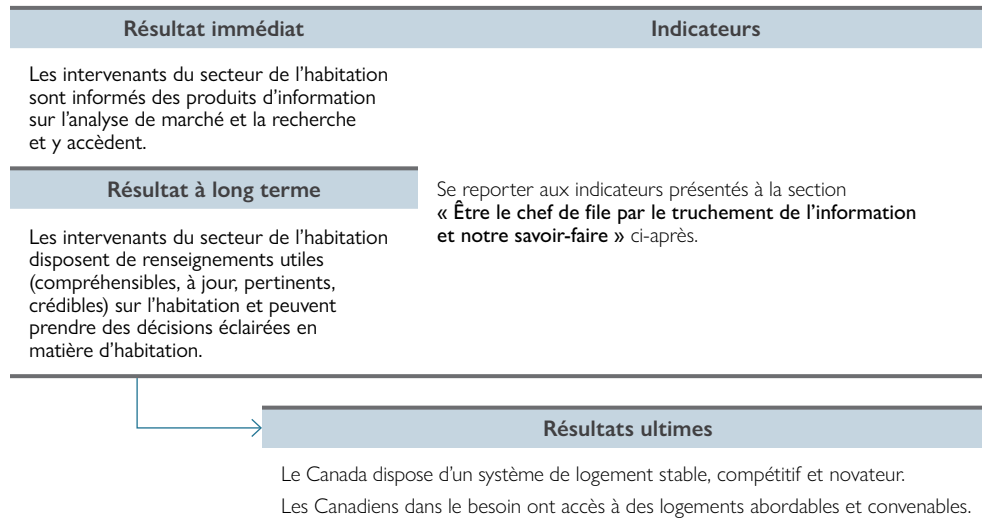 Résultat immédiat
Indicateurs
Les intervenants du secteur de l'habitation
sont informés des produits d'information
sur l'analyse de marché et la recherche
et y accèdent.
Résultat à long terme
Les intervenants du secteur de l'habitation
disposent de renseignements utiles
(compréhensibles, à jour, pertinents,
crédibles) sur l'habitation et peuvent
prendre des décisions éclairées en
matière d'habitation.
Se reporter aux indicateurs présentés à la section
« Être le chef de file par le truchement de l'information
et notre savoir-faire » ci-après.
Résultats ultimes
Le Canada dispose d'un système de logement stable, compétitif et novateur.
Les Canadiens dans le besoin ont accès à des logements abordables et convenables.